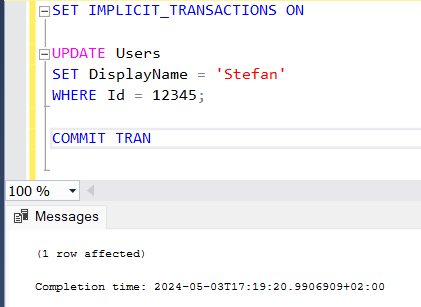 SET IMPLICIT_TRANSACTIONS ON
UPDATE Users
SET DisplayName = 'Stefan'
WHERE Id = 12345;
COMMIT TRAN
100 %
Messages
(1 row affected)
Completion time: 2024-05-03T17:19:20.9906909+02:00